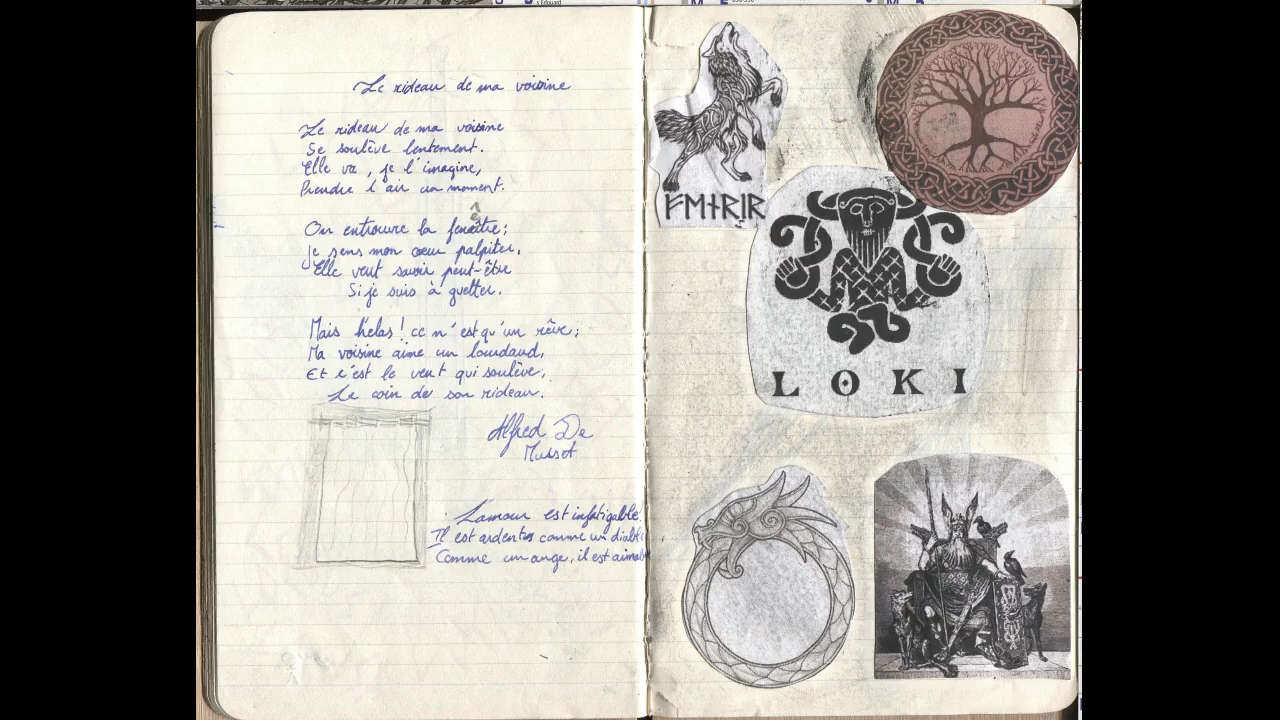 s Edouard
Le rideau de ma voisine
Le rideau de ma voisine
Se soulève lentement.
Elle va, je l'imagine,
Prendre l'air un moment.
On entrouvre la fenêtre;
Je sens mon cœur palpiter,
Elle veut savoir peut-être
Si je suis à guetter.
Mais hélas! ce n'est qu'un rêve;
Ma voisine aime un lourdaud,
Et c'est le vent qui soulève,
Le coin de son rideau.
Alfred De
Musset
L'amour est infatigable.
Il est ardent comme un diable
Comme un ange, il est aimable
FENRIR
LOKI